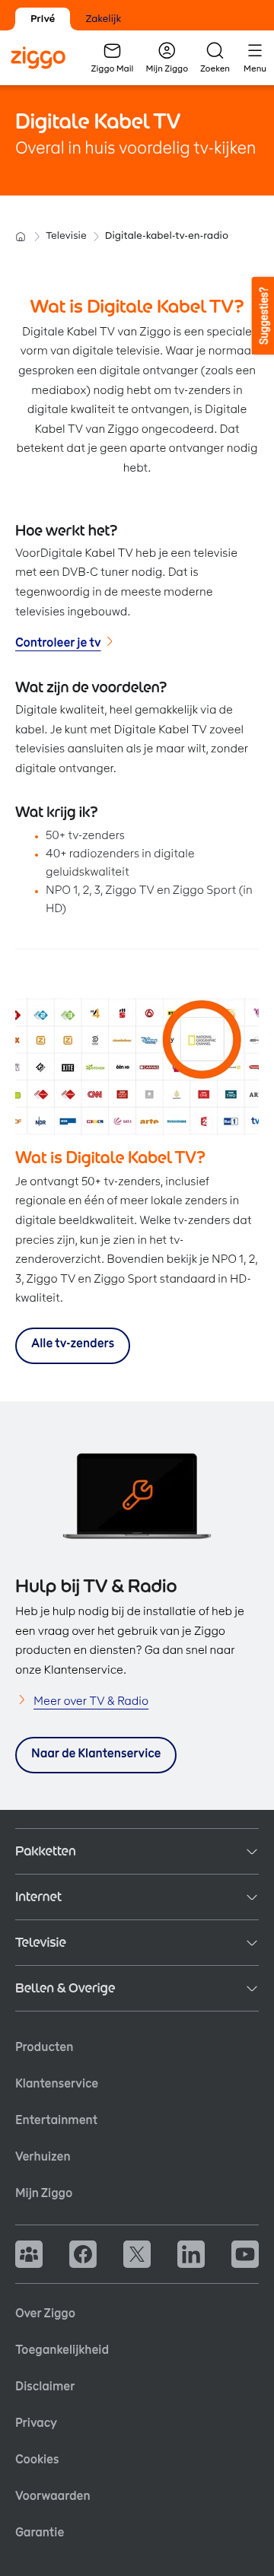 Privé
Zakelijk
ziggo
Ziggo Mail
Mijn Ziggo
Zoeken
Menu
Digitale Kabel TV
Overal in huis voordelig tv-kijken
Televisie
Digitale-kabel-tv-en-radio
Suggesties?
Wat is Digitale Kabel TV?
Digitale Kabel TV van Ziggo is een speciale
vorm van digitale televisie. Waar je normaal
gesproken een digitale ontvanger (zoals een
mediabox) nodig hebt om tv-zenders in
digitale kwaliteit te ontvangen, is Digitale
Kabel TV van Ziggo ongecodeerd. Dat
betekent dat je geen aparte ontvanger nodig
hebt.
Hoe werkt het?
VoorDigitale Kabel TV heb je een televisie
met een DVB-C tuner nodig. Dat is
tegenwoordig in de meeste moderne
televisies ingebouwd.
Controleer je tv
Wat zijn de voordelen?
Digitale kwaliteit, heel gemakkelijk via de
kabel. Je kunt met Digitale Kabel TV zoveel
televisies aansluiten als je maar wilt, zonder
digitale ontvanger.
Wat krijg ik?
50+ tv-zenders
40+ radiozenders in digitale
geluidskwaliteit
NPO 1, 2, 3, Ziggo TV en Ziggo Sport (in
HD)
NATIONAL
GEOGRAPHIC
CHANNEL
CNN
NDR
arte
Wat is Digitale Kabel TV?
Je ontvangt 50+ tv-zenders, inclusief
regionale en één of meer lokale zenders in
digitale beeldkwaliteit. Welke tv-zenders dat
precies zijn, kun je zien in het tv-
zenderoverzicht. Bovendien bekijk je NPO 1, 2,
3, Ziggo TV en Ziggo Sport standaard in HD-
kwaliteit.
Alle tv-zenders
Hulp bij TV & Radio
Heb je hulp nodig bij de installatie of heb je
een vraag over het gebruik van je Ziggo
producten en diensten? Ga dan snel naar
onze Klantenservice.
Meer over TV & Radio
Naar de Klantenservice
Pakketten
Internet
Televisie
Bellen & Overige
Producten
Klantenservice
Entertainment
Verhuizen
Mijn Ziggo
Over Ziggo
Toegankelijkheid
Disclaimer
Privacy
Cookies
Voorwaarden
Garantie